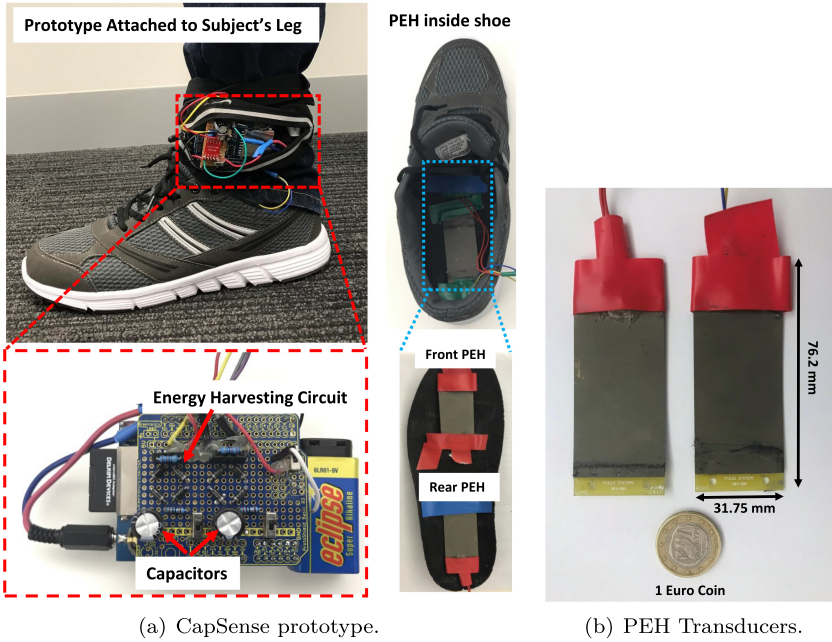 Prototype Attached to Subject's Leg
PEH inside shoe
Energy Harvesting Circuit
6LR61-9V
eclipse
Super Alkaline
Capacitors
Front PEH
Rear PEH
76.2 mm
31.75 mm
1 Euro Coin
(a) CapSense prototype.
(b) PEH Transducers.